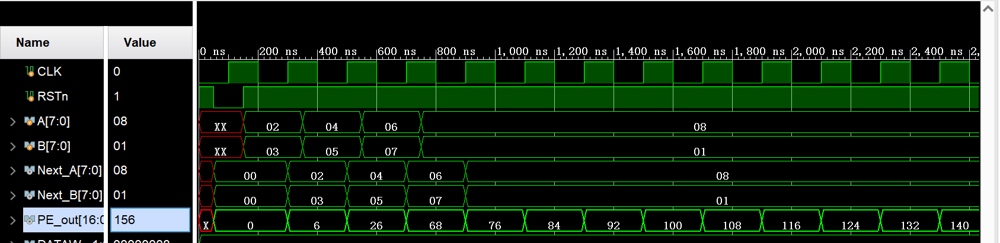 Name Value
0 ns 200 ns 400 ns 600 ns 800 ns 1,000 ns 1,200 ns 1,400 ns 1,600 ns 1,800 ns 2,000 ns 2,200 ns 2,400 ns 2,
CLK 0
RSTn 1
A[7:0] 08 XX 02 04 06 08
B[7:0] 01 XX 03 05 07 01
Next_A[7:0] 08 00 02 04 06 08
Next_B[7:0] 01 00 03 05 07 01
PE_out[16:0 156 X 0 6 26 68 76 84 92 100 108 116 124 132 140